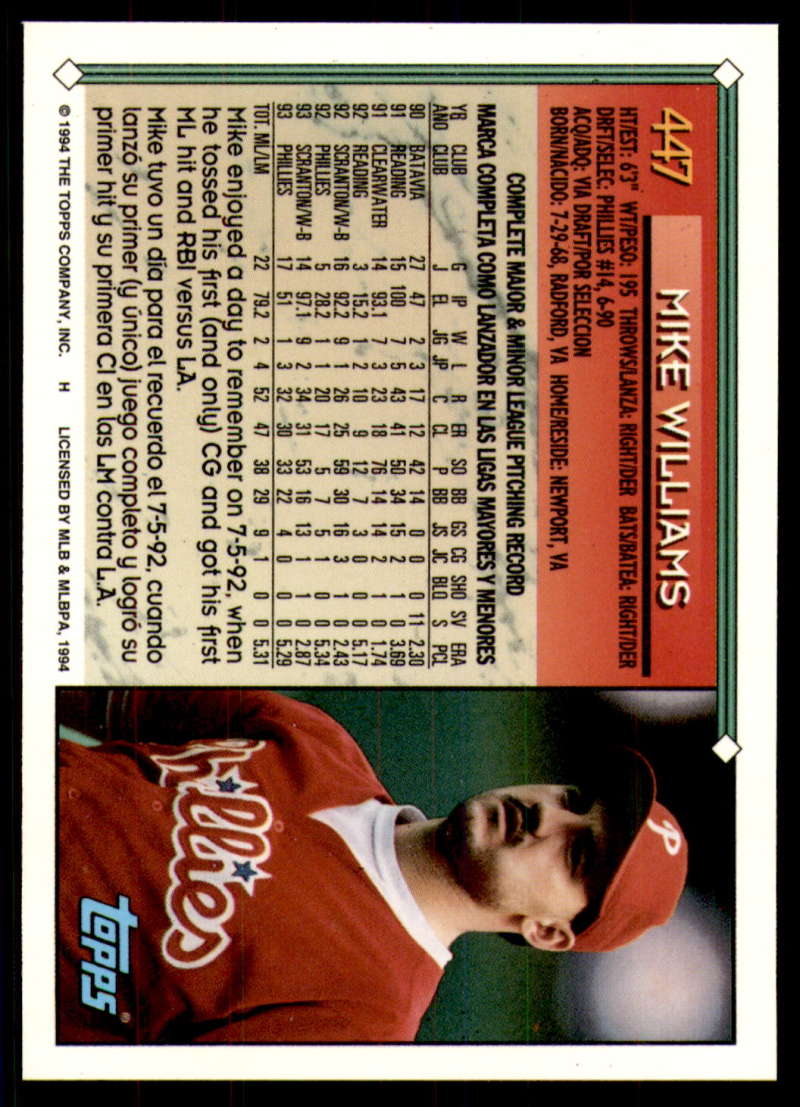 447 MIKE WILLIAMS
HT/EST: 6'3" WT/PESO: 195 THROWS/LANZA: RIGHT/DER BATS/BATEA: RIGHT/DER
DRFT/SELEC: PHILLIES #14, 6-90
ACQ/ADQ: VIA DRAFT/POR SELECCION
BORN/NACIDO: 7-29-68, RADFORD, VA HOME/RESIDE: NEWPORT, VA
COMPLETE MAJOR & MINOR LEAGUE PITCHING RECORD
MARCA COMPLETA COMO LANZADOR EN LAS LIGAS MAYORES Y MENORES
YR CLUB G IP W L R ER SO BB GS CG SHO SV ERA
AÑO CLUB J EL JG JP C CL P BB JS JC BLQ S PCL
90 BATAVIA 27 47 2 3 17 12 42 14 0 0 0 11 2.30
91 READING 15 100 7 5 43 41 50 34 15 2 1 0 3.69
91 CLEARWATER 14 93.1 7 3 23 18 76 14 14 2 1 0 1.74
92 READING 3 15.2 1 2 10 9 12 7 3 0 0 0 5.17
92 SCRANTON/W-B 16 92.2 9 1 26 25 59 30 16 3 1 0 2.43
92 PHILLIES 5 28.2 1 1 20 17 5 7 5 1 0 0 5.34
93 SCRANTON/W-B 14 97.1 9 2 34 31 53 16 13 1 1 0 2.87
93 PHILLIES 17 51 1 3 32 30 33 22 4 0 0 0 5.29
TOT. ML/LM 22 79.2 2 4 52 47 38 29 9 1 0 0 5.31
Mike enjoyed a day to remember on 7-5-92, when
he tossed his first (and only) CG and got his first
ML hit and RBI versus LA.
Mike tuvo un día para el recuerdo el 7-5-92, cuando
lanzó su primer (y único) juego completo y logró su
primer hit y su primera CI en las LM contra L.A.
© 1994 THE TOPPS COMPANY, INC. H LICENSED BY MLB & MLBPA, 1994
P
Phillies
TOPPS®